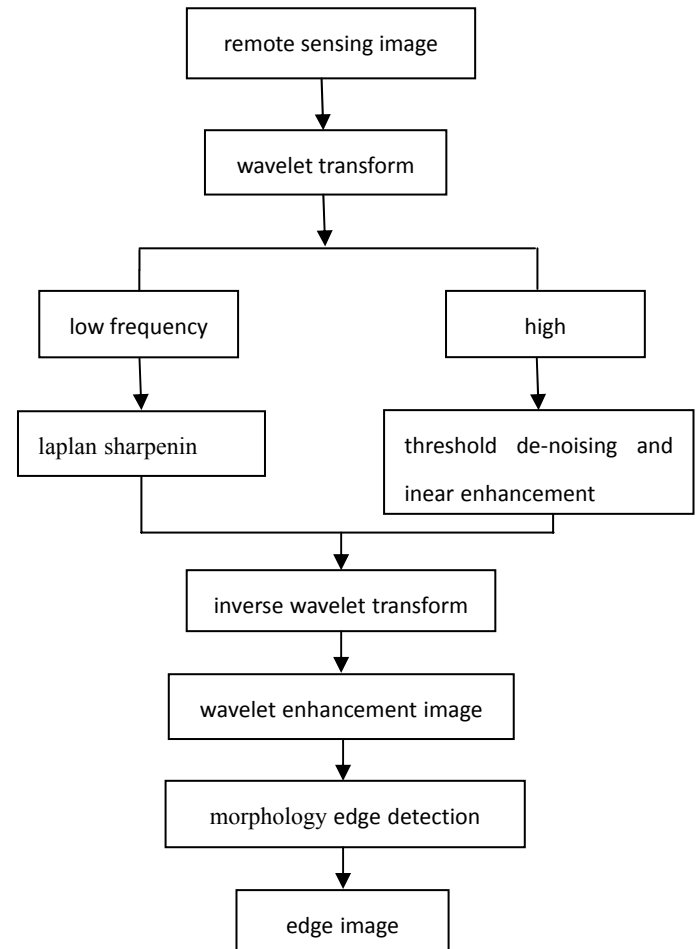 remote sensing image
wavelet transform
low frequency
high
laplan sharpenin
threshold de-noising and
inear enhancement
inverse wavelet transform
wavelet enhancement image
morphology edge detection
edge image